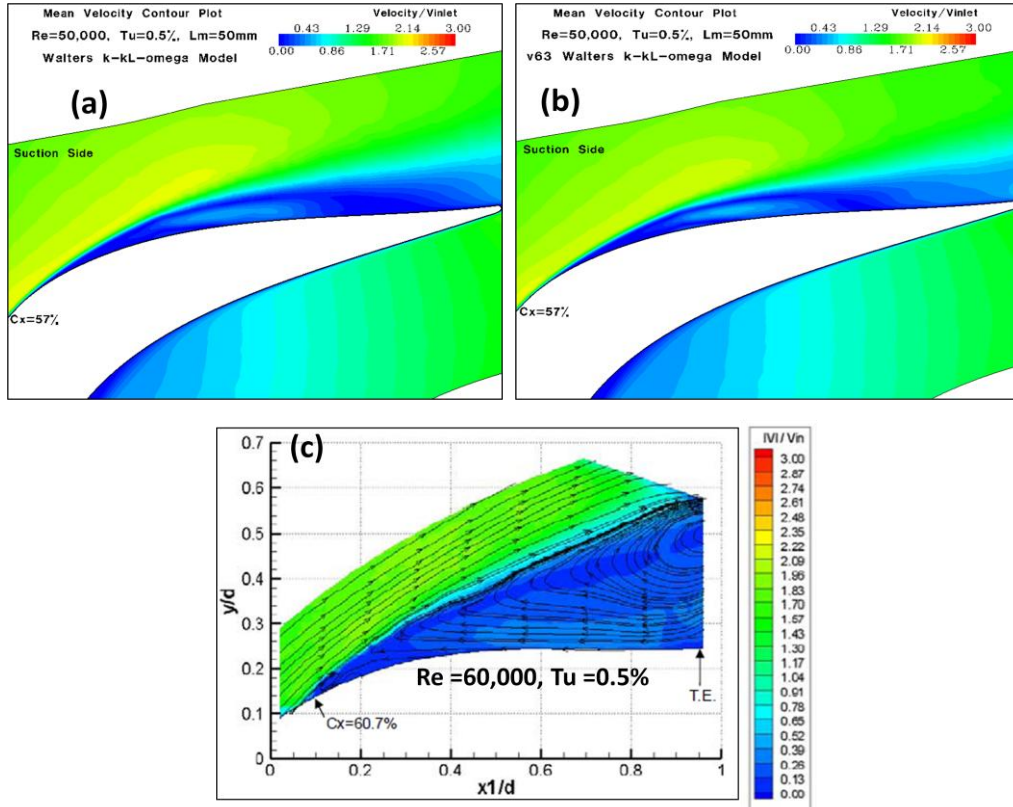 Mean Velocity Contour Plot
Velocity/Vinlet
Re=50,000, Tu=0.5%, Lm=50mm
0.43 1.29 2.14 3.00
0.00 0.86 1.71 2.57
Walters k-kL-omega Model
(a)
Suction Side
Cx=57%
Mean Velocity Contour Plot
Velocity/Vinlet
Re=50,000, Tu=0.5%, Lm=50mm
0.43 1.29 2.14 3.00
0.00 0.86 1.71 2.57
v63 Walters k-kL-omega Model
(b)
Suction Side
Cx=57%
(c)
0.7
0.6
0.5
0.4
0.3
0.2
0.1
0
y/d
Re =60,000, Tu =0.5%
T.E.
Cx=60.7%
0 0.2 0.4 0.6 0.8 1
x1/d
|V| / Vin
3.00
2.87
2.74
2.61
2.48
2.35
2.22
2.09
1.96
1.83
1.70
1.57
1.43
1.30
1.17
1.04
0.91
0.78
0.65
0.52
0.39
0.26
0.13
0.00